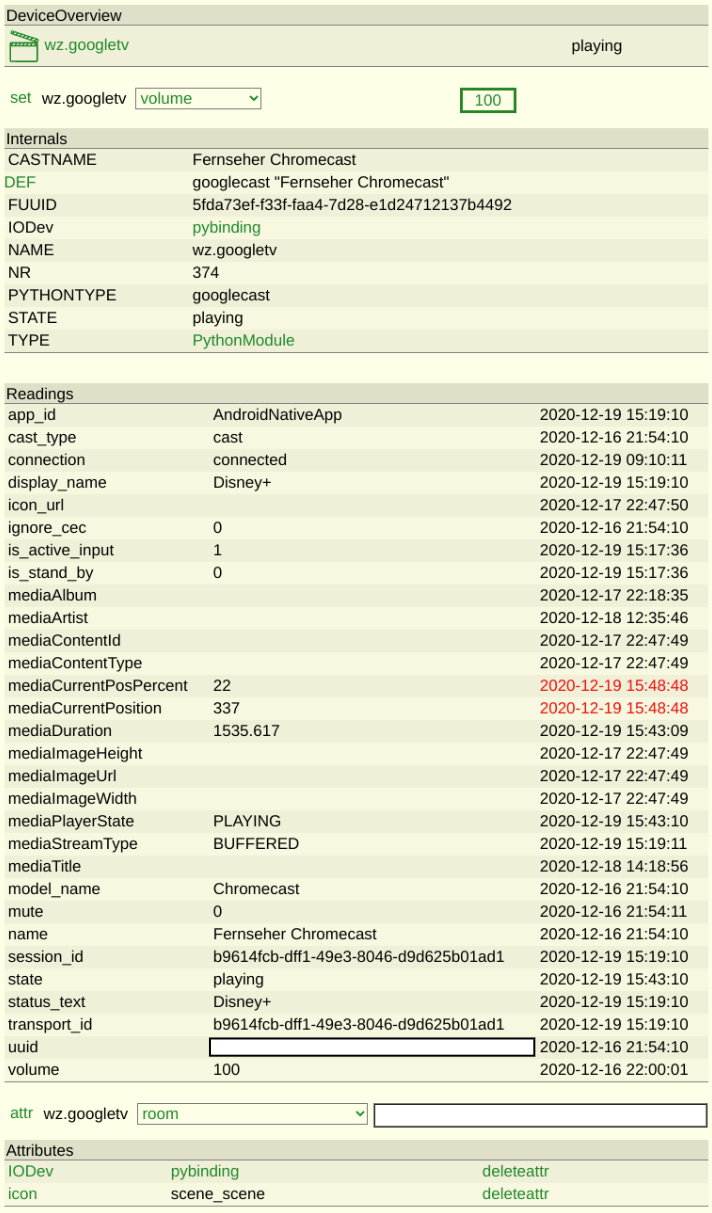 DeviceOverview
wz.googletv playing
set wz.googletv volume 100
Internals
CASTNAME Fernseher Chromecast
DEF googlecast "Fernseher Chromecast"
FUUID 5fda73ef-f33f-faa4-7d28-e1d24712137b4492
IODev pybinding
NAME wz.googletv
NR 374
PYTHONTYPE googlecast
STATE playing
TYPE PythonModule
Readings
app_id AndroidNativeApp 2020-12-19 15:19:10
cast_type cast 2020-12-16 21:54:10
connection connected 2020-12-19 09:10:11
display_name Disney+ 2020-12-19 15:19:10
icon_url 2020-12-17 22:47:50
ignore_cec 0 2020-12-16 21:54:10
is_active_input 1 2020-12-19 15:17:36
is_stand_by 0 2020-12-19 15:17:36
mediaAlbum 2020-12-17 22:18:35
mediaArtist 2020-12-18 12:35:46
mediaContentId 2020-12-17 22:47:49
mediaContentType 2020-12-17 22:47:49
mediaCurrentPosPercent 22 2020-12-19 15:48:48
mediaCurrentPosition 337 2020-12-19 15:48:48
mediaDuration 1535.617 2020-12-19 15:43:09
mediaImageHeight 2020-12-17 22:47:49
mediaImageUrl 2020-12-17 22:47:49
mediaImageWidth 2020-12-17 22:47:49
mediaPlayerState PLAYING 2020-12-19 15:43:10
mediaStreamType BUFFERED 2020-12-19 15:19:11
mediaTitle 2020-12-18 14:18:56
model_name Chromecast 2020-12-16 21:54:10
mute 0 2020-12-16 21:54:11
name Fernseher Chromecast 2020-12-16 21:54:10
session_id b9614fcb-dff1-49e3-8046-d9d625b01ad1 2020-12-19 15:19:10
state playing 2020-12-19 15:43:10
status_text Disney+ 2020-12-19 15:19:10
transport_id b9614fcb-dff1-49e3-8046-d9d625b01ad1 2020-12-19 15:19:10
uuid 2020-12-16 21:54:10
volume 100 2020-12-16 22:00:01
attr wz.googletv room
Attributes
IODev pybinding deleteattr
icon scene_scene deleteattr